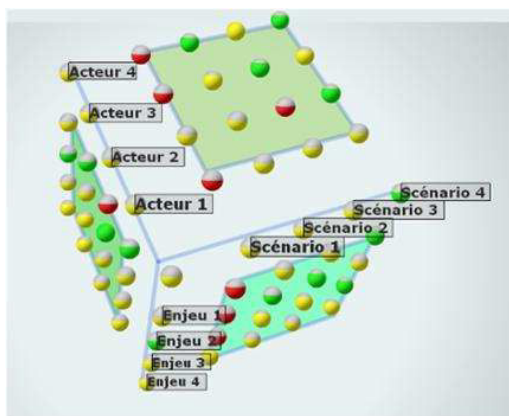 Acteur 4
Acteur 3
Acteur 2
Acteur 1
Scénario 4
Scénario 3
Scénario 2
Scénario 1
Enjeu 1
Enjeu 2
Enjeu 3
Enjeu 4